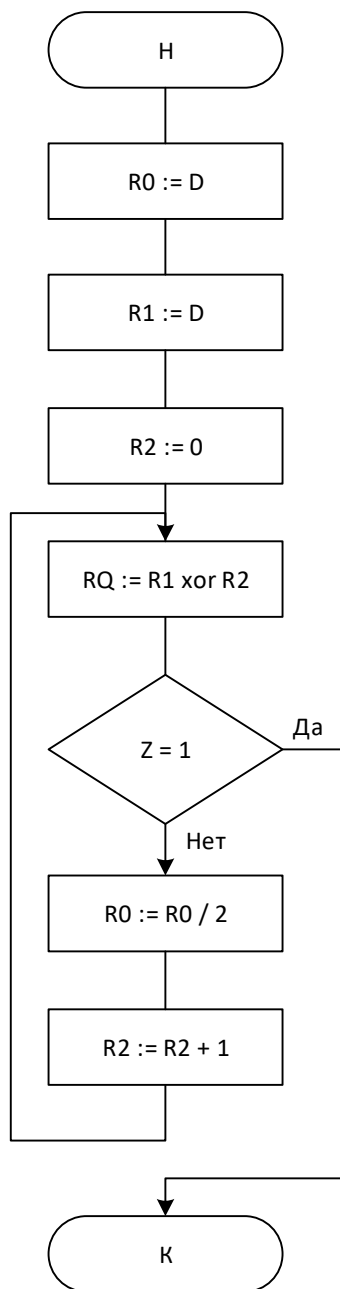 Н
R0 := D
R1 := D
R2 := 0
RQ := R1 xor R2
Z = 1
Да
Нет
R0 := R0 / 2
R2 := R2 + 1
К